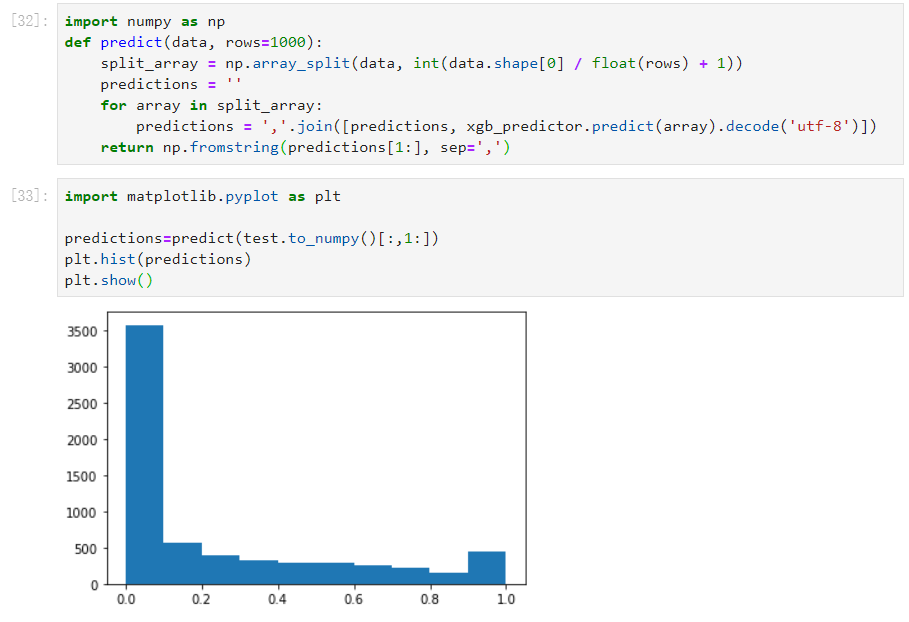 [32]: import numpy as np
def predict(data, rows=1000):
    split_array = np.array_split(data, int(data.shape[0] / float(rows) + 1))
    predictions = ''
    for array in split_array:
        predictions = ','.join([predictions, xgb_predictor.predict(array).decode('utf-8')])
    return np.fromstring(predictions[1:], sep=',')
[33]: import matplotlib.pyplot as plt
predictions=predict(test.to_numpy()[:,1:])
plt.hist(predictions)
plt.show()
3500
3000
2500
2000
1500
1000
500
0
0.0 0.2 0.4 0.6 0.8 1.0